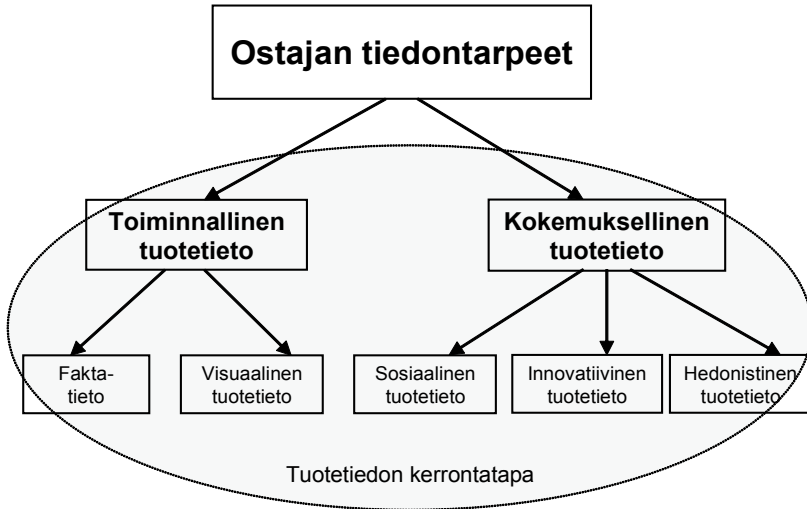 Ostajan tiedontarpeet
Toiminnallinen
tuotetieto
Kokemuksellinen
tuotetieto
Fakta-
tieto
Visuaalinen
tuotetieto
Sosiaalinen
tuotetieto
Innovatiivinen
tuotetieto
Hedonistinen
tuotetieto
Tuotetiedon kerrontatapa